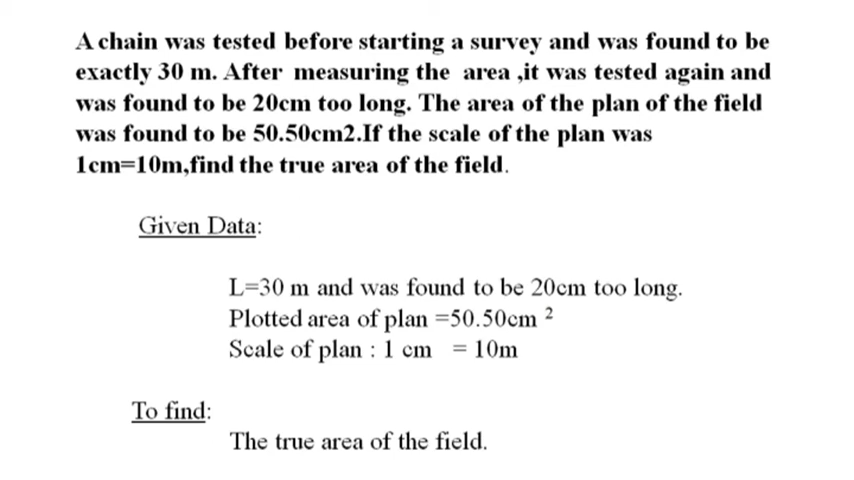 A chain was tested before starting a survey and was found to be
exactly 30 m. After measuring the area ,it was tested again and
was found to be 20cm too long. The area of the plan of the field
was found to be 50.50cm2.If the scale of the plan was
1cm=10m,find the true area of the field.
Given Data:
L=30 m and was found to be 20cm too long.
Plotted area of plan =50.50cm ²
Scale of plan : 1 cm = 10m
To find:
The true area of the field.